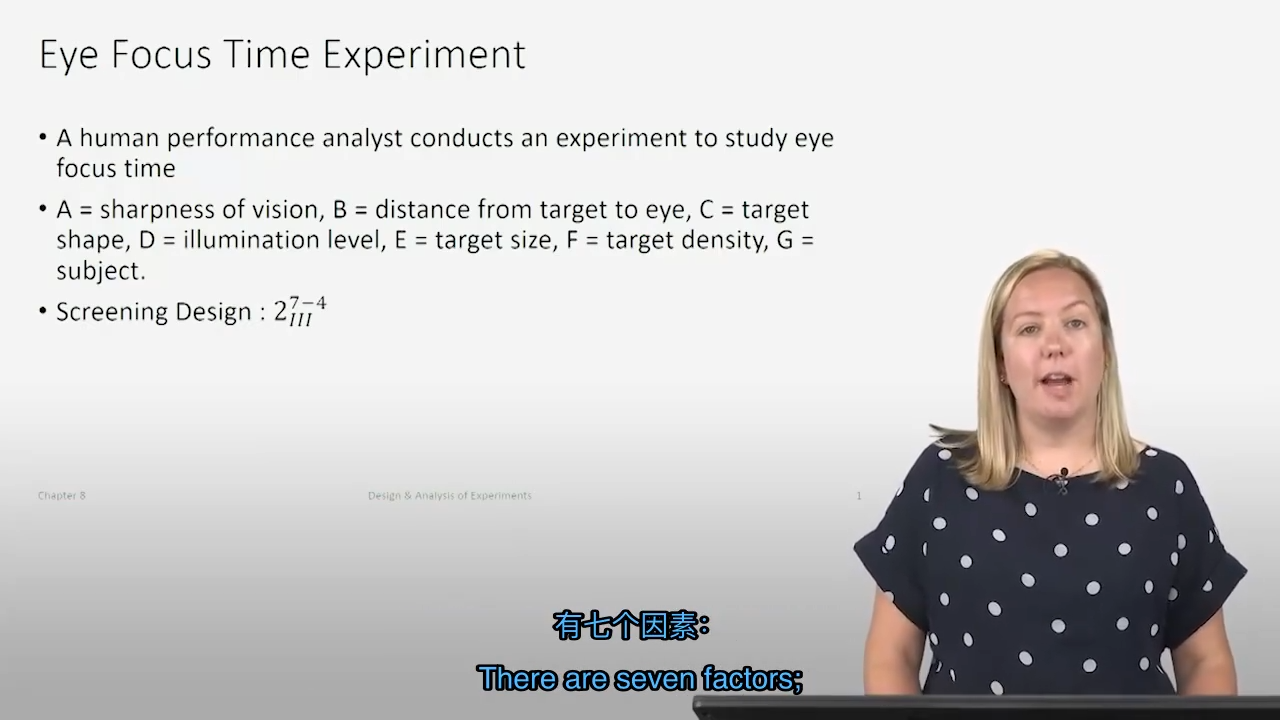 Eye Focus Time Experiment
• A human performance analyst conducts an experiment to study eye
focus time
• A = sharpness of vision, B = distance from target to eye, C = target
shape, D = illumination level, E = target size, F = target density, G =
subject.
• Screening Design : $2_{III}^{7-4}$
Chapter 8
Design & Analysis of Experiments
1
有七个因素:
There are seven factors;